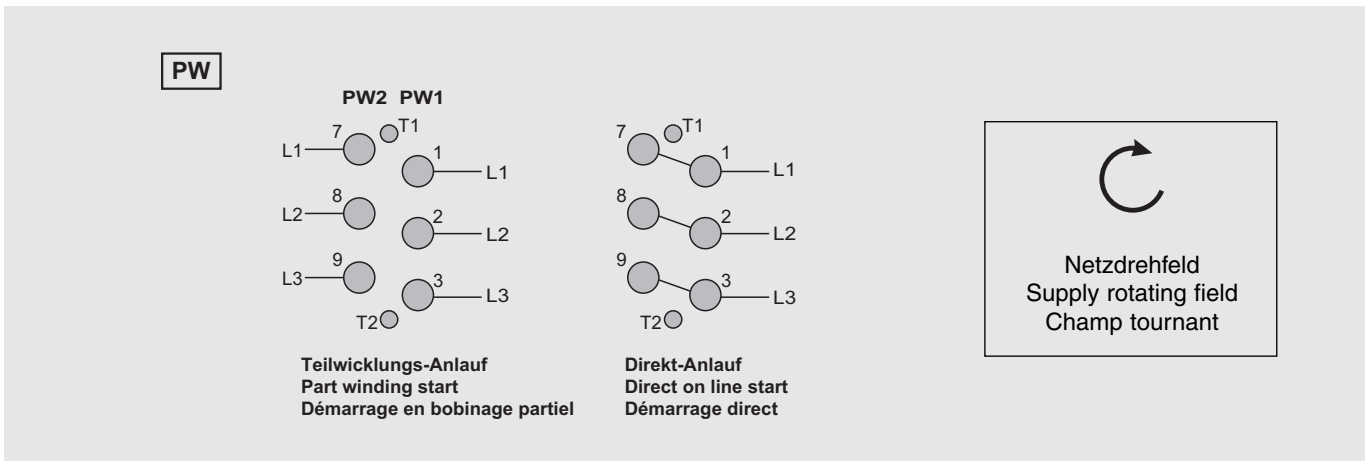 PW
PW2 PW1
7 T1
L1 1 L1
8
L2 2 L2
9
L3 3 L3
T2
Teilwicklungs-Anlauf
Part winding start
Démarrage en bobinage partiel
7 T1
1 L1
8
2 L2
9
3 L3
T2
Direkt-Anlauf
Direct on line start
Démarrage direct
Netzdrehfeld
Supply rotating field
Champ tournant